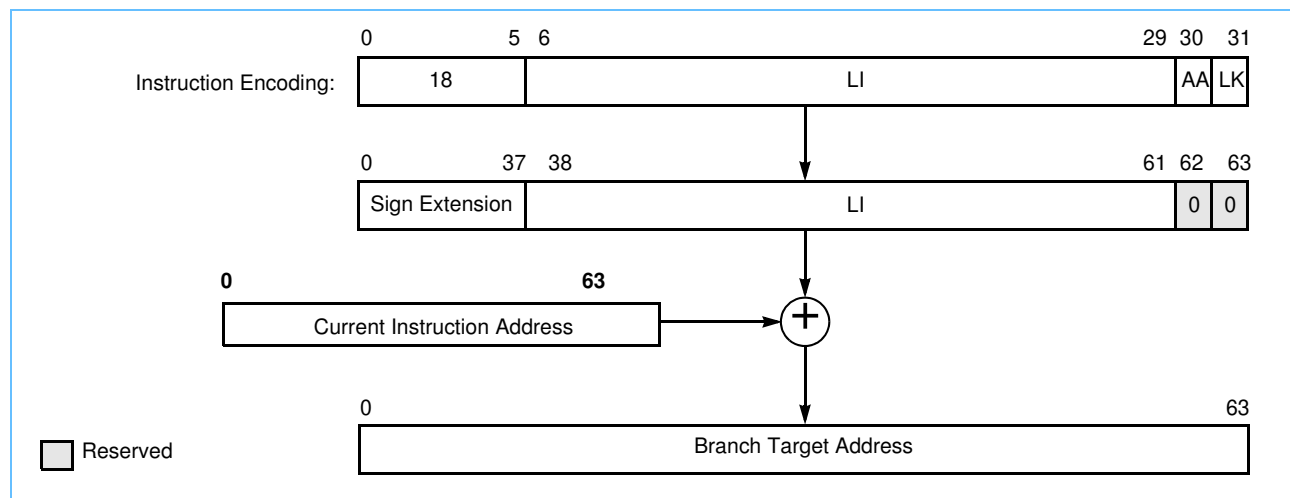 0 5 6 29 30 31
Instruction Encoding: 18 LI AA LK
0 37 38 61 62 63
Sign Extension LI 0 0
0 63
Current Instruction Address +
0 63
Branch Target Address
Reserved